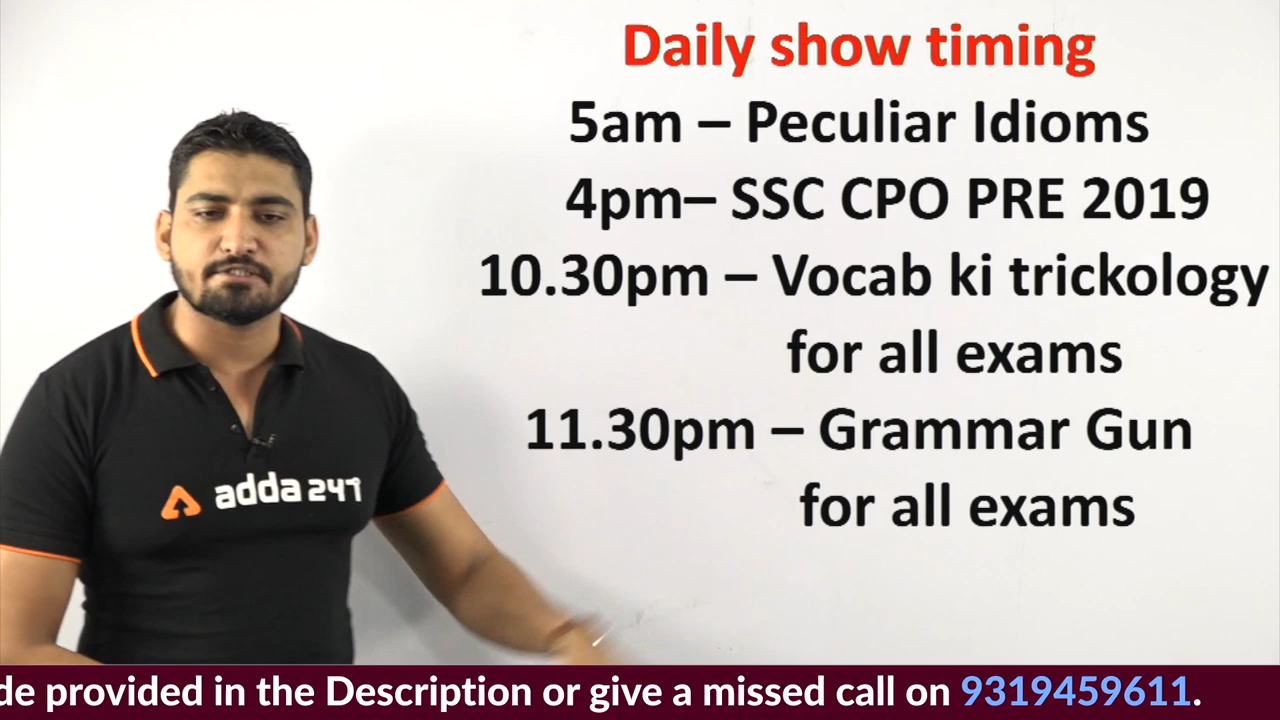 Daily show timing
5am – Peculiar Idioms
4pm– SSC CPO PRE 2019
10.30pm – Vocab ki trickology
for all exams
11.30pm – Grammar Gun
for all exams
adda 247
de provided in the Description or give a missed call on 9319459611.